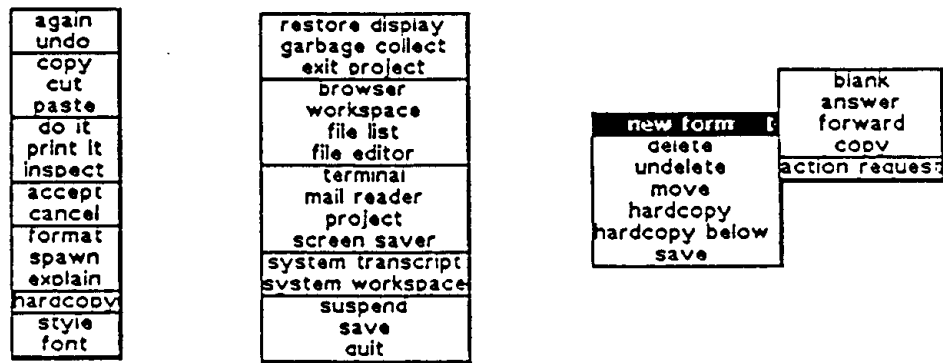 again
undo
copy
cut
paste
do it
print it
inspect
accept
cancel
format
spawn
explain
hardcopy
style
font
restore display
garbage collect
exit project
browser
workspace
file list
file editor
terminal
mail reader
project
screen saver
system transcript
system workspace
suspend
save
quit
new form
delete
undelete
move
hardcopy
hardcopy below
save
blank
answer
forward
copy
action request